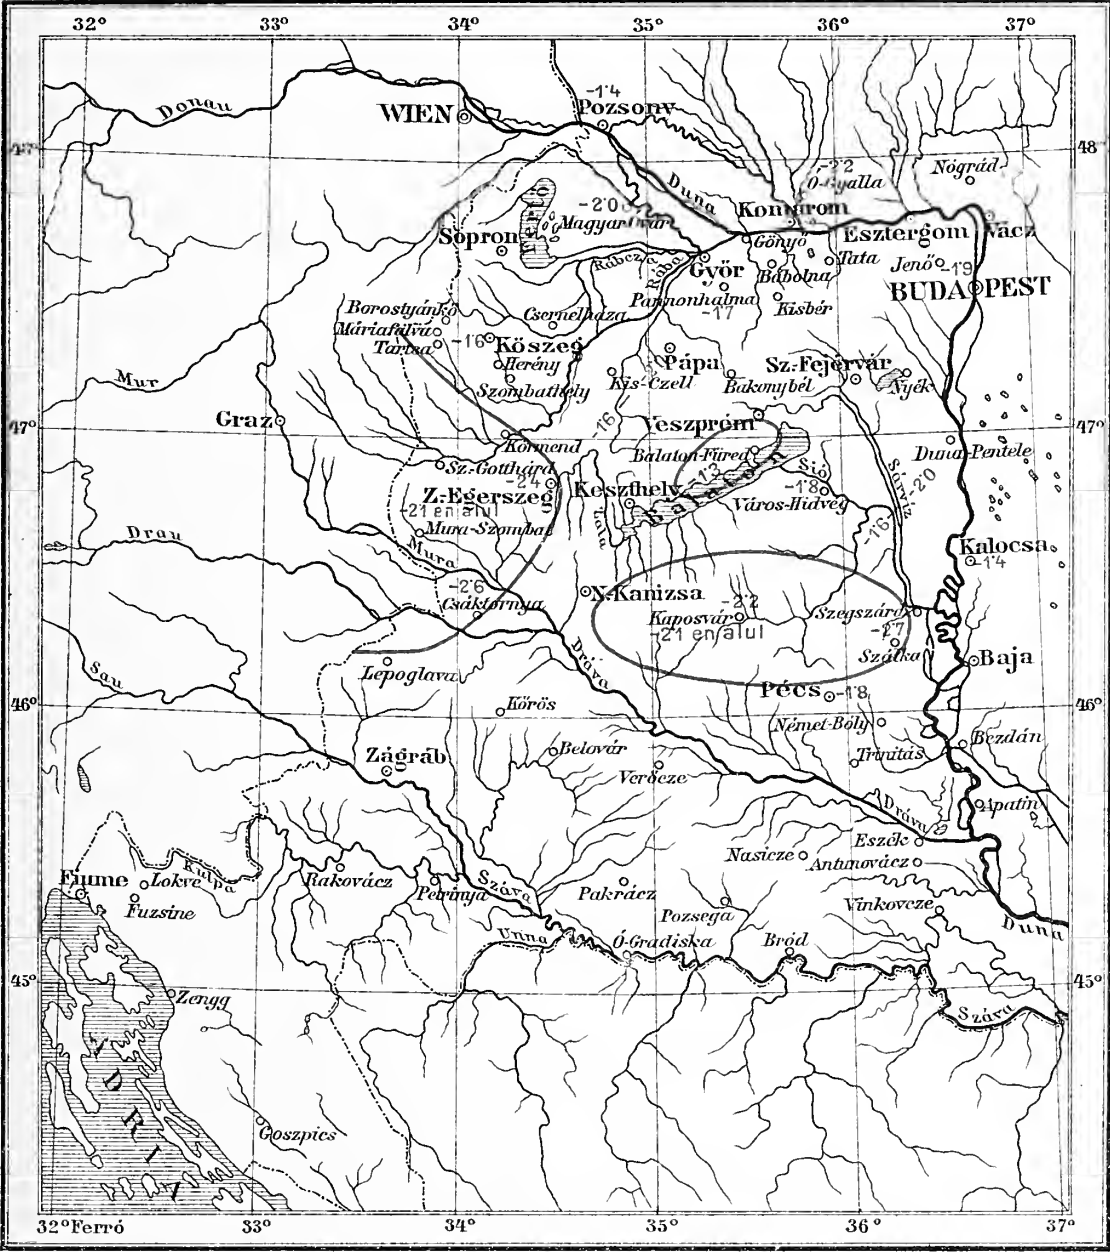 32° 33° 34° 35° 36° 37°
Donau
WIEN
-1·4
Pozsony
48°
Nógrád
-2·2
Ó-Gyalla
Duna
-2·0
Magyaróvár
Komárom
Sopron
Fertő
Gönyő
Esztergom
Vácz
Rábcza
Rába
Győr
Bábolna
Tata
Jenő
-1·9
BUDAPEST
Pannonhalma
-1·7
Kisbér
Borostyánkő
Csernelháza
Máriafalva
Tartsa
-1·6
Kőszeg
Herény
Szombathely
Kis-Czell
Pápa
Bakonybél
Sz.-Fejérvár
Nyék
Mur
Graz
47°
47°
-1·6
Veszprém
Körmend
Balaton-Füred
Duna-Pentele
Sz.-Gotthárd
-2·4
Z.-Egerszeg
-2·1 en alul
Mura-Szombat
Keszthely
-1·3
Balaton
Sió
-1·8
Város-Hidvég
Sárviz
-2·0
Zala
-1·6
Drau
Mura
Kalocsa
-1·4
-2·6
Csáktornya
N.-Kanizsa
-2·2
Kaposvár
-2·1 en alul
Szegszárd
-2·7
Szálka
Baja
Lepoglava
Dráva
Sau
46°
Pécs
-1·8
46°
Kőrös
Német-Bóly
Zágráb
Belovár
Verőcze
Trinitás
Bezdán
Dráva
Apatin
Eszék
Nasicze
Antunovácz
Kulpa
Fiume
Lokve
Fuzsine
Rakovácz
Petrinya
Száva
Pakrácz
Pozsega
Vinkovcze
Duna
Unna
Ó-Gradiska
Bród
45°
45°
Zengg
Száva
ADRIA
Goszpics
32° Ferró 33° 34° 35° 36° 37°